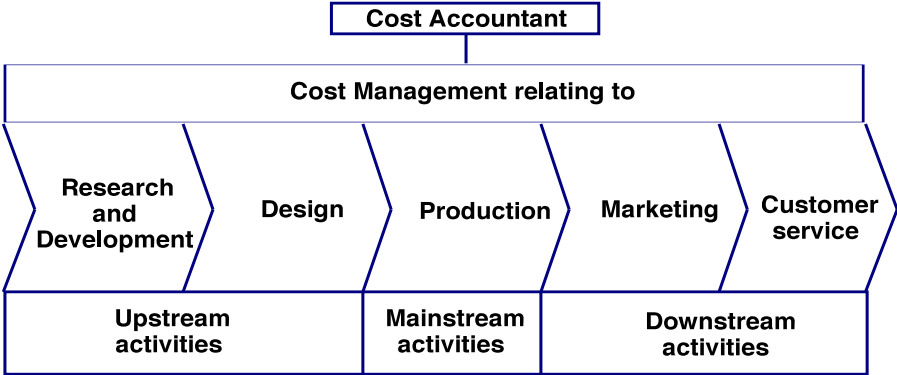 Cost Accountant
Cost Management relating to
Research
and
Development
Design
Production
Marketing
Customer
service
Upstream
activities
Mainstream
activities
Downstream
activities